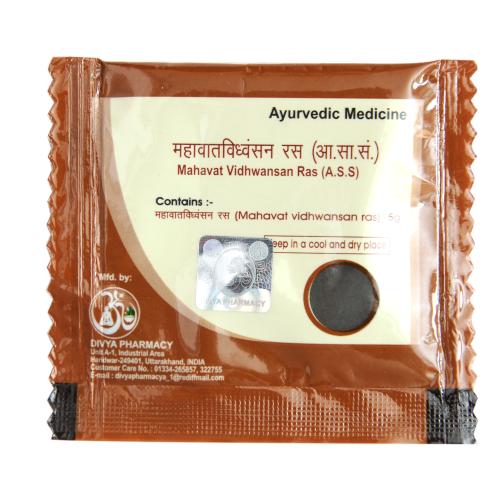 Ayurvedic Medicine
महावातविध्वंसन रस (आ.सा.सं.)
Mahavat Vidhwansan Ras (A.S.S)
Contains :-
महावातविध्वंसन रस (Mahavat vidhwansan ras) 5g
keep in a cool and dry place
DIVYA PHARMACY
Mfd. by:
DIVYA PHARMACY
Unit A-1, Industrial Area
Haridwar-249401, Uttarakhand, INDIA
Customer Care No. : 01334-265857, 322755
E-mail : divyapharmacya_1@rediffmail.com